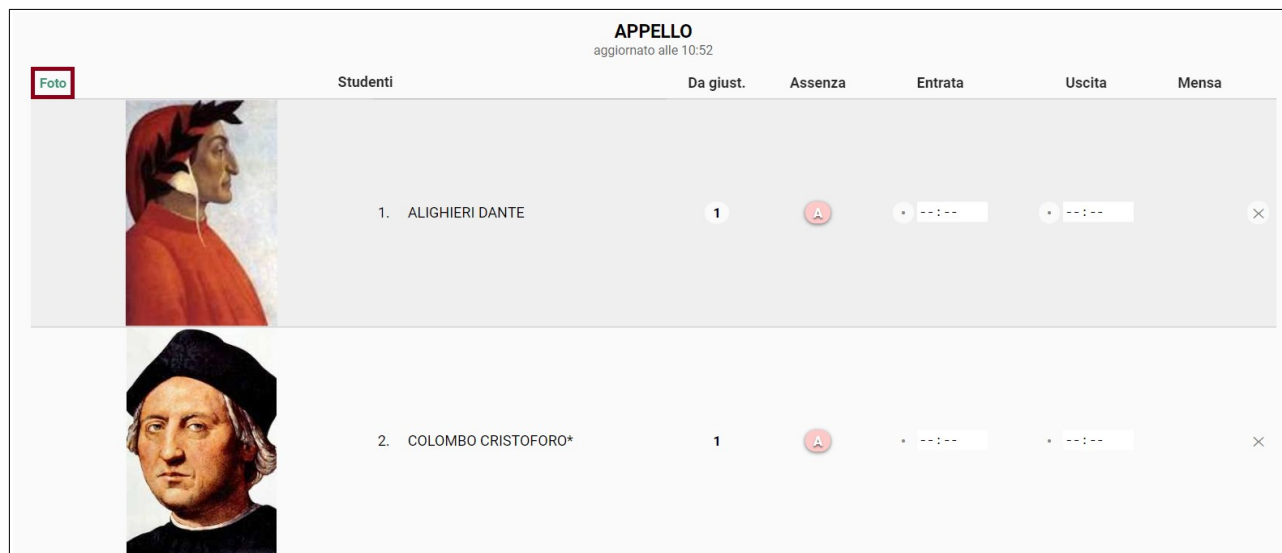 APPELLO
aggiornato alle 10:52
Foto Studenti Da giust. Assenza Entrata Uscita Mensa
1. ALIGHIERI DANTE 1 A --:-- --:--
2. COLOMBO CRISTOFORO* 1 A --:-- --:--